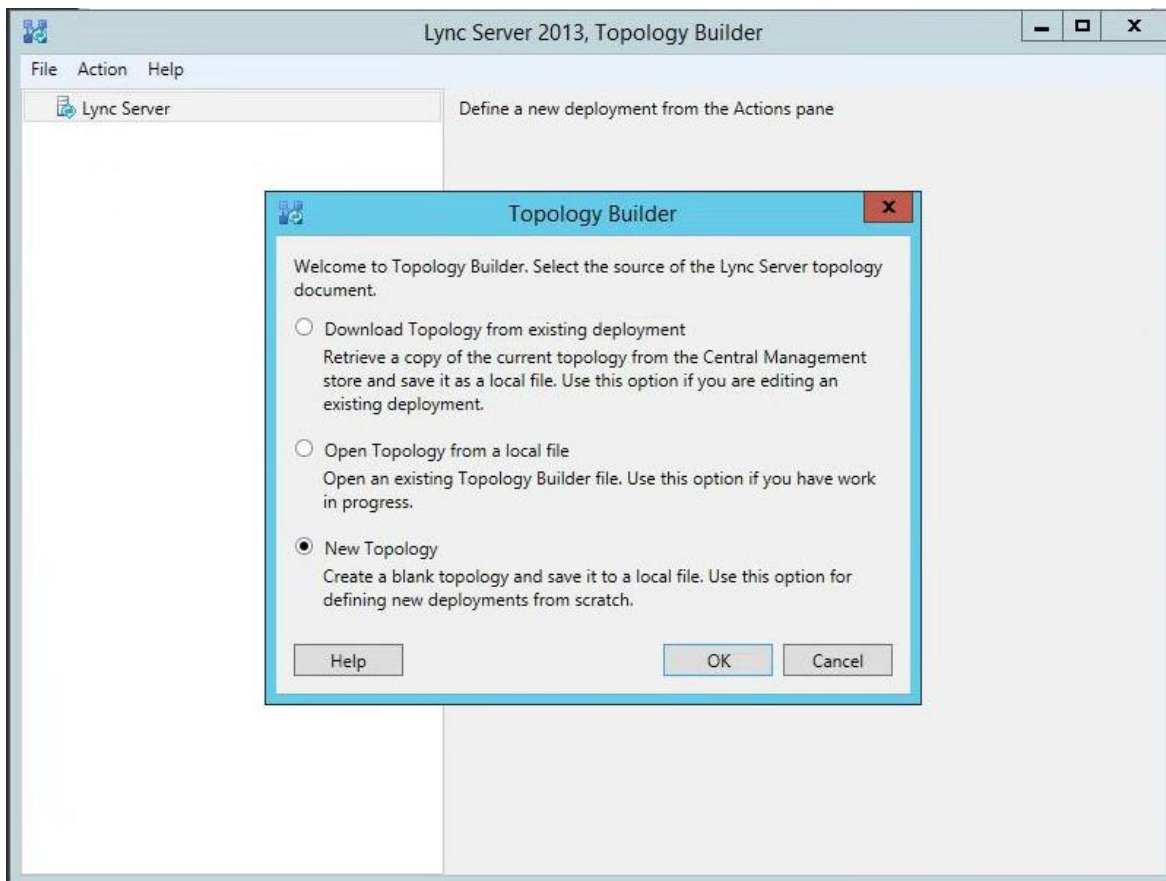 Lync Server 2013, Topology Builder
File Action Help
Lync Server
Define a new deployment from the Actions pane
Topology Builder
Welcome to Topology Builder. Select the source of the Lync Server topology
document.
Download Topology from existing deployment
Retrieve a copy of the current topology from the Central Management
store and save it as a local file. Use this option if you are editing an
existing deployment.
Open Topology from a local file
Open an existing Topology Builder file. Use this option if you have work
in progress.
New Topology
Create a blank topology and save it to a local file. Use this option for
defining new deployments from scratch.
Help OK Cancel